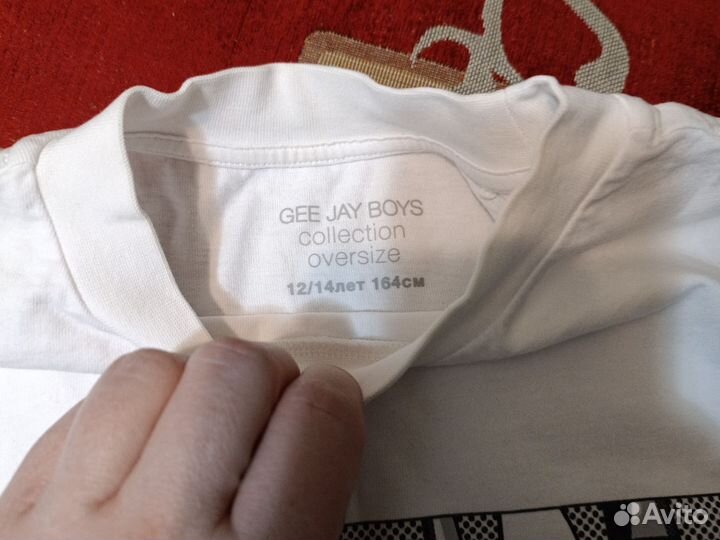 GEE JAY BOYS
collection
oversize
12/14лет 164см
Avito